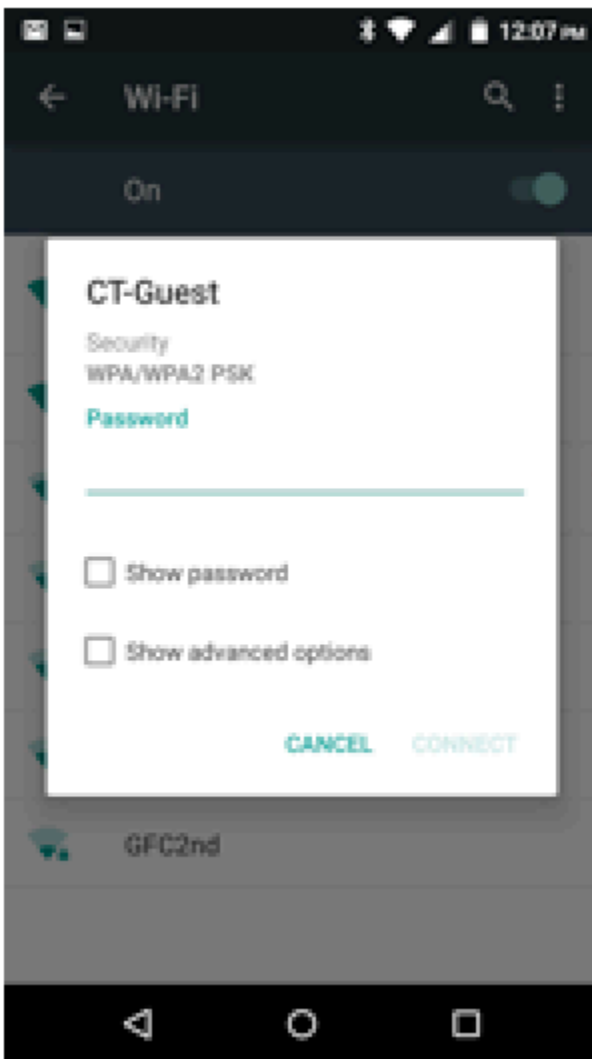 12:07 PM
Wi-Fi
On
CT-Guest
Security
WPA/WPA2 PSK
Password
Show password
Show advanced options
CANCEL CONNECT
GFC2nd